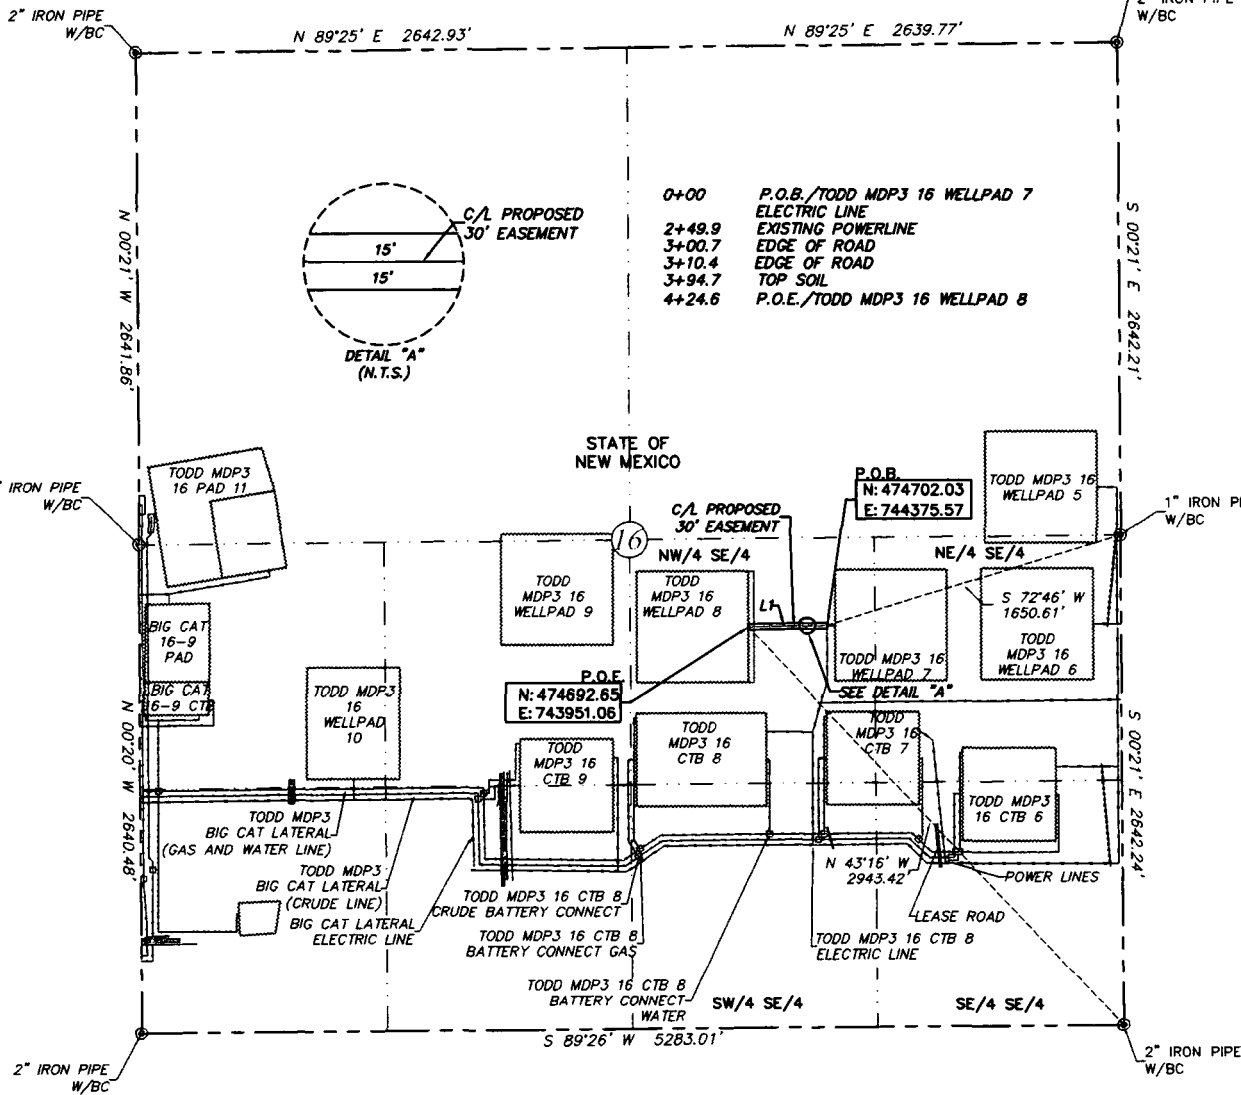 2" IRON PIPE
W/BC
N 89°25' E 2642.93'
N 89°25' E 2639.77'
2" IRON PIPE
W/BC
N 00°21' W 2641.86'
S 00°21' E 2642.21'
C/L PROPOSED
30' EASEMENT
15'
15'
DETAIL "A"
(N.T.S.)
0+00 P.O.B./TODD MDP3 16 WELLPAD 7
ELECTRIC LINE
2+49.9 EXISTING POWERLINE
3+00.7 EDGE OF ROAD
3+10.4 EDGE OF ROAD
3+94.7 TOP SOIL
4+24.6 P.O.E./TODD MDP3 16 WELLPAD 8
STATE OF
NEW MEXICO
TODD MDP3
16 PAD 11
IRON PIPE
W/BC
P.O.B.
N: 474702.03
E: 744375.57
TODD MDP3 16
WELLPAD 5
1" IRON PI
W/BC
C/L PROPOSED
30' EASEMENT
16
NW/4 SE/4
NE/4 SE/4
TODD
MDP3 16
WELLPAD 9
TODD
MDP3 16
WELLPAD 8
L1
S 72°46' W
1650.61'
TODD
MDP3 16
WELLPAD 6
BIG CAT
16-9
PAD
BIG CAT
16-9 CTB
TODD MDP3 16
WELLPAD 7
SEE DETAIL "A"
P.O.E.
N: 474692.65
E: 743951.06
TODD MDP3
16
WELLPAD
10
N 00°20' W 2640.48'
S 00°21' E 2642.24'
TODD
MDP3 16
CTB 9
TODD
MDP3 16
CTB 8
TODD
MDP3 16
CTB 7
TODD MDP3
16 CTB 6
TODD MDP3
BIG CAT LATERAL
(GAS AND WATER LINE)
TODD MDP3
BIG CAT LATERAL
(CRUDE LINE)
BIG CAT LATERAL
ELECTRIC LINE
TODD MDP3 16 CTB 8
CRUDE BATTERY CONNECT
TODD MDP3 16 CTB 8
BATTERY CONNECT GAS
TODD MDP3 16 CTB 8
BATTERY CONNECT
WATER
N 43°16' W
2943.42'
POWER LINES
LEASE ROAD
TODD MDP3 16 CTB 8
ELECTRIC LINE
SW/4 SE/4
SE/4 SE/4
S 89°26' W 5283.01'
2" IRON PIPE
W/BC
2" IRON PIPE
W/BC